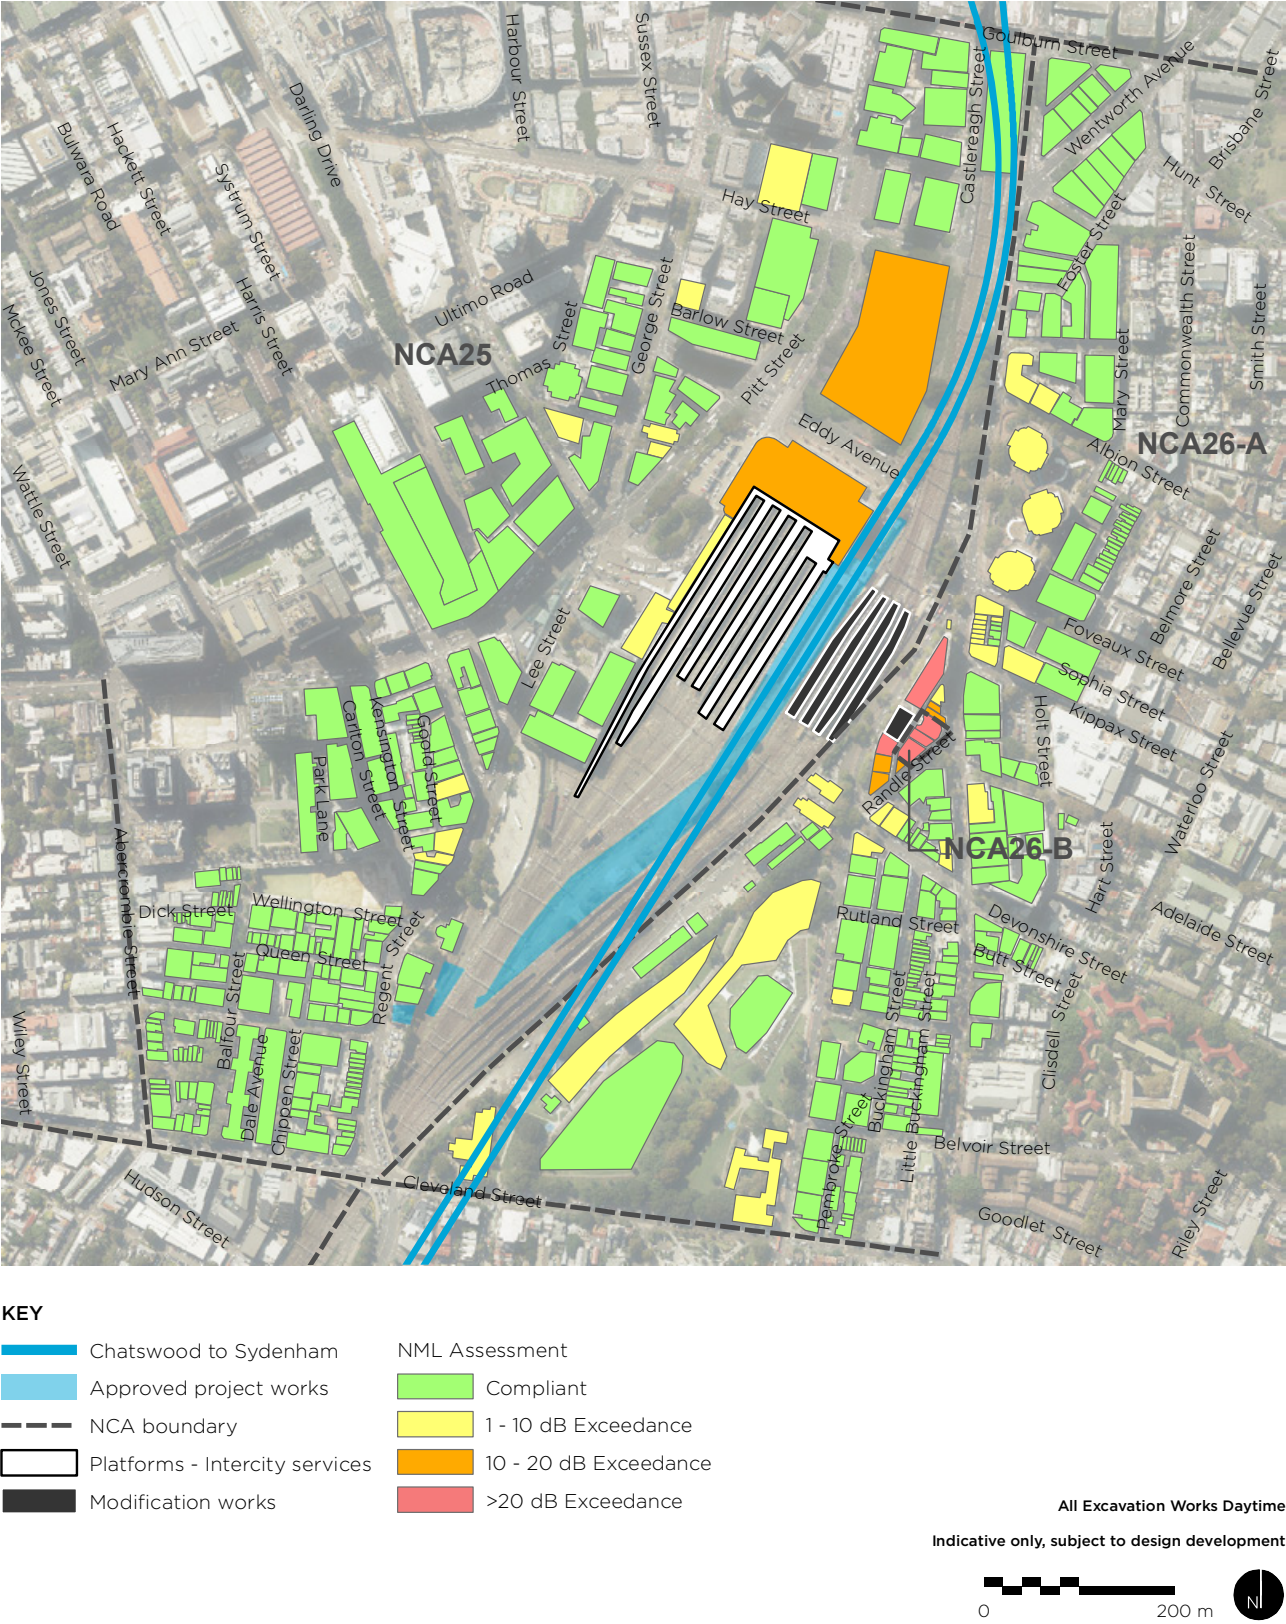 Goulburn Street
Wentworth Avenue
Brisbane Street
Harbour Street
Sussex Street
Castlereagh Street
Darling Drive
Hackett Street
Bulwara Road
Systrum Street
Hunt Street
Hay Street
Foster Street
Commonwealth Street
Smith Street
Jones Street
Mckee Street
Harris Street
Mary Ann Street
Ultimo Road
Thomas Street
George Street
Barlow Street
Pitt Street
NCA25
Mary Street
Eddy Avenue
NCA26-A
Albion Street
Wattle Street
Belmore Street
Bellevue Street
Lee Street
Foveaux Street
Sophia Street
Kippax Street
Holt Street
Waterloo Street
Kensington Street
Carlton Street
Goold Street
Park Lane
Randle Street
NCA26-B
Hart Street
Abercrombie Street
Dick Street
Wellington Street
Queen Street
Regent Street
Rutland Street
Devonshire Street
Butt Street
Adelaide Street
Balfour Street
Wiley Street
Dale Avenue
Chippen Street
Buckingham Street
Little Buckingham Street
Clisdell Street
Pembroke Street
Belvoir Street
Hudson Street
Cleveland Street
Goodlet Street
Riley Street
KEY
Chatswood to Sydenham
Approved project works
NCA boundary
Platforms - Intercity services
Modification works
NML Assessment
Compliant
1 - 10 dB Exceedance
10 - 20 dB Exceedance
>20 dB Exceedance
All Excavation Works Daytime
Indicative only, subject to design development
0 200 m
N